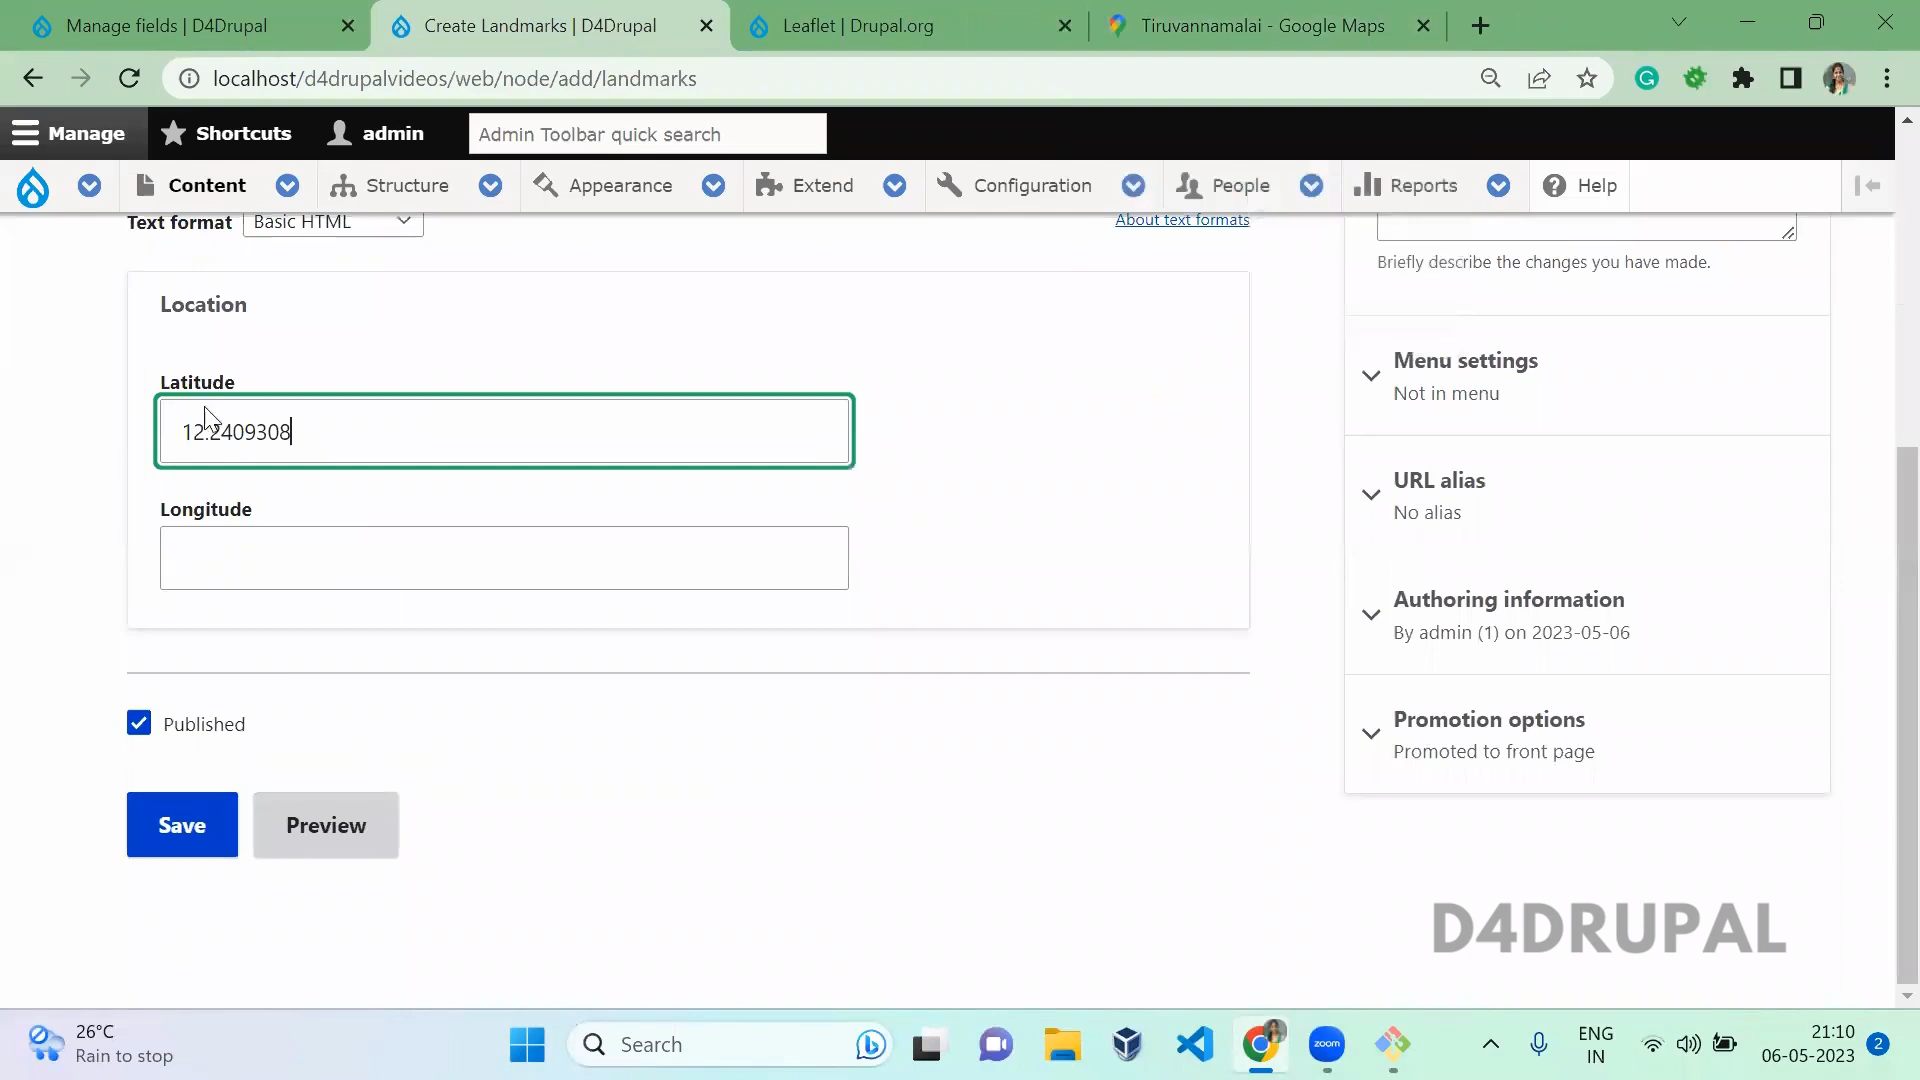 Manage fields | D4Drupal
Create Landmarks | D4Drupal
Leaflet | Drupal.org
Tiruvannamalai - Google Maps
localhost/d4drupalvideos/web/node/add/landmarks
Manage
Shortcuts
admin
Admin Toolbar quick search
Content
Structure
Appearance
Extend
Configuration
People
Reports
Help
Text format
Basic HTML
About text formats
Briefly describe the changes you have made.
Location
Latitude
12.2409308
Longitude
Menu settings
Not in menu
URL alias
No alias
Authoring information
By admin (1) on 2023-05-06
Published
Promotion options
Promoted to front page
Save
Preview
D4DRUPAL
26°C
Rain to stop
Search
zoom
ENG
IN
21:10
06-05-2023
2